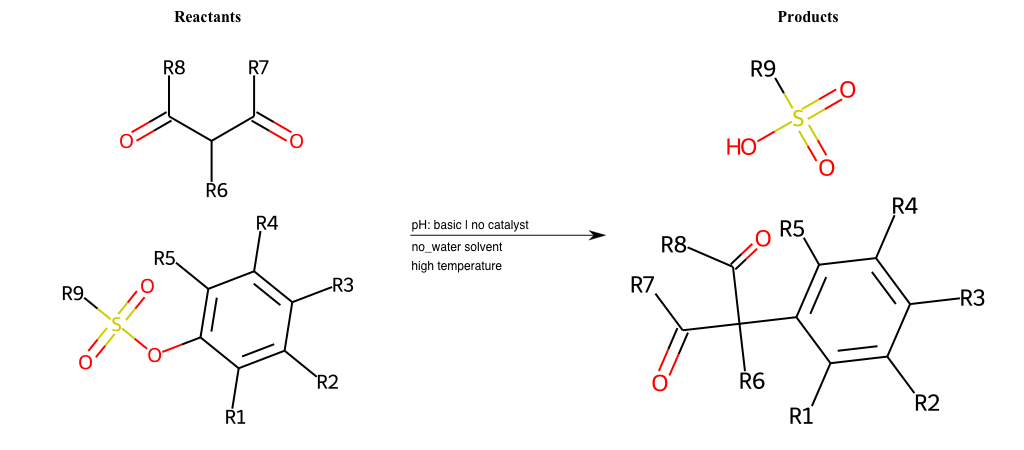 Reactants
Products
R8 R7
O O
R6
R9
S O
HO
O
R4
R5
R9 O
S
R3
O O
R2
R1
pH: basic | no catalyst
no_water solvent
high temperature
R4
R8 O R5
R7
R3
O R6
R1 R2